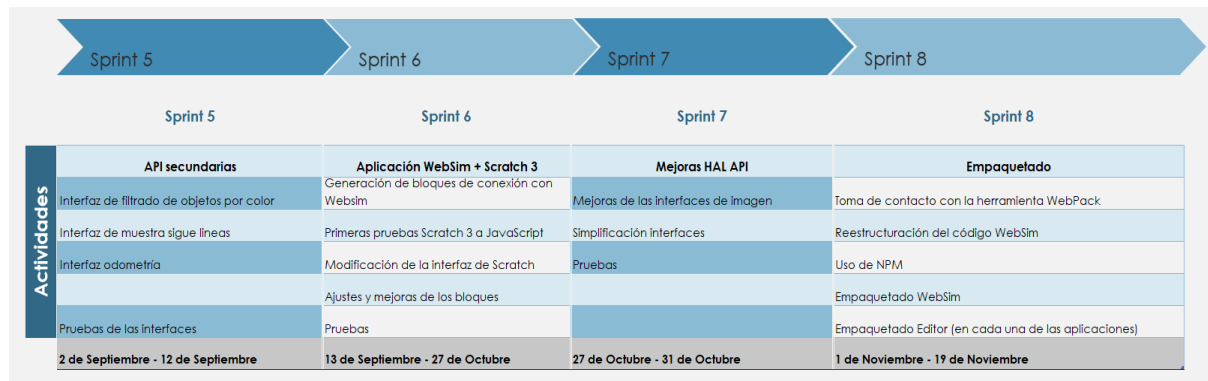 Sprint 5
Sprint 6
Sprint 7
Sprint 8
Sprint 5
Sprint 6
Sprint 7
Sprint 8
Actividades
API secundarias
Aplicación WebSim + Scratch 3
Mejoras HAL API
Empaquetado
Interfaz de filtrado de objetos por color
Generación de bloques de conexión con
Websim
Mejoras de las interfaces de imagen
Toma de contacto con la herramienta WebPack
Interfaz de muestra sigue lineas
Primeras pruebas Scratch 3 a JavaScript
Simplificación interfaces
Reestructuración del código WebSim
Interfaz odometría
Modificación de la interfaz de Scratch
Pruebas
Uso de NPM
Ajustes y mejoras de los bloques
Empaquetado WebSim
Pruebas de las interfaces
Pruebas
Empaquetado Editor (en cada una de las aplicaciones)
2 de Septiembre - 12 de Septiembre
13 de Septiembre - 27 de Octubre
27 de Octubre - 31 de Octubre
1 de Noviembre - 19 de Noviembre